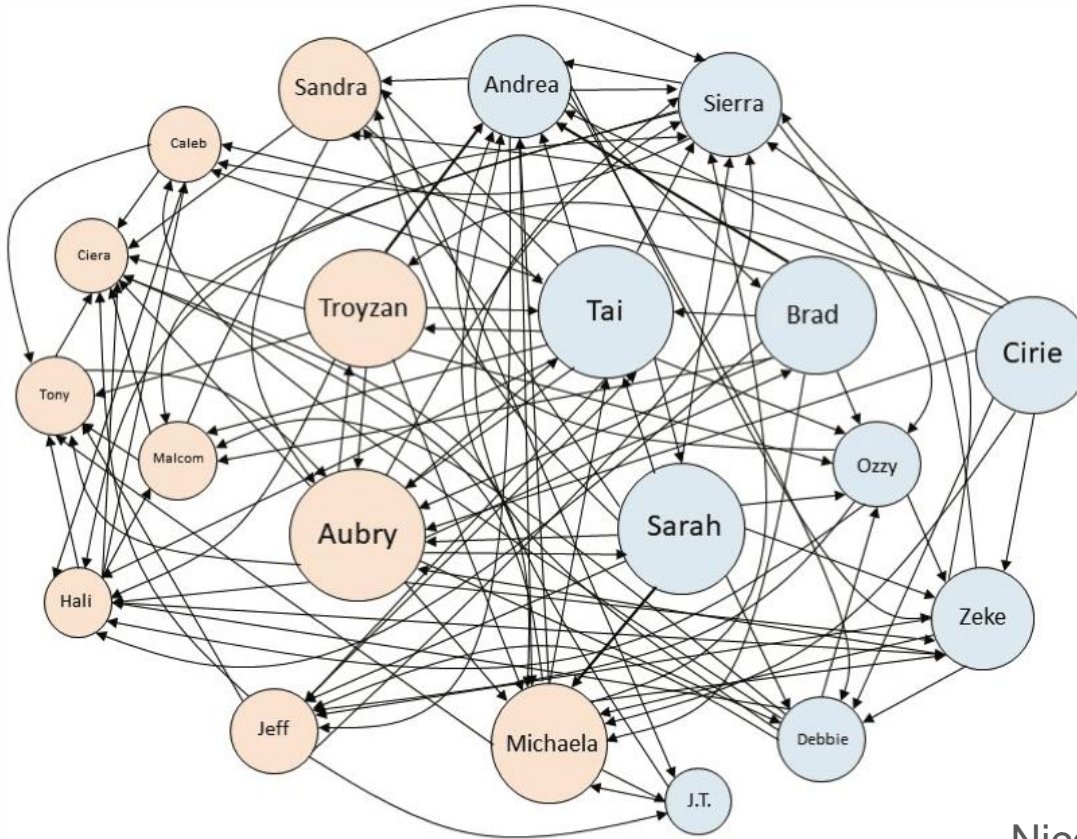 Sandra
Andrea
Sierra
Caleb
Ciera
Troyzan
Tai
Brad
Cirie
Tony
Malcom
Ozzy
Aubry
Sarah
Hali
Zeke
Jeff
Michaela
Debbie
J.T.